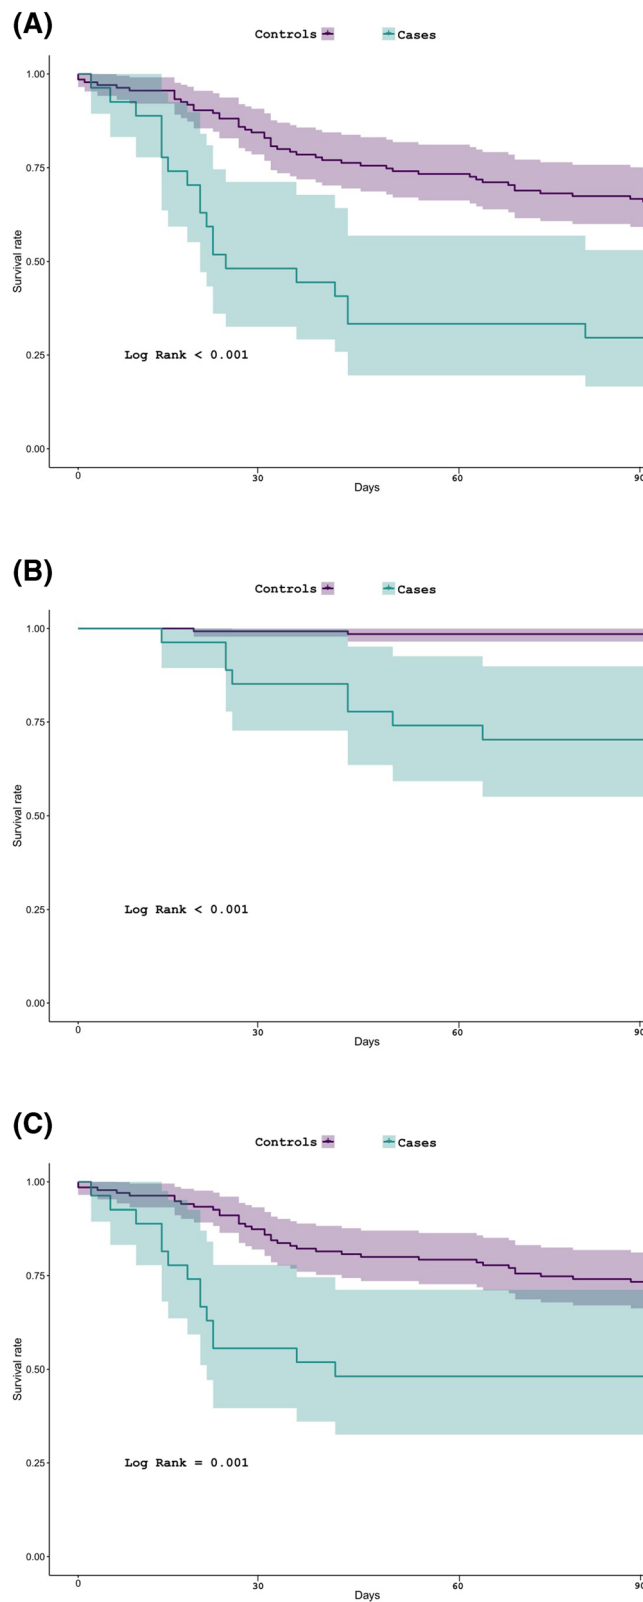 (A)
Controls Cases
1.00
0.75
Survival rate
0.50
0.25
Log Rank < 0.001
0.00
0 30 60 90
Days
(B)
Controls Cases
1.00
0.75
Survival rate
0.50
0.25
Log Rank < 0.001
0.00
0 30 60 90
Days
(C)
Controls Cases
1.00
0.75
Survival rate
0.50
0.25
Log Rank = 0.001
0.00
0 30 60 90
Days